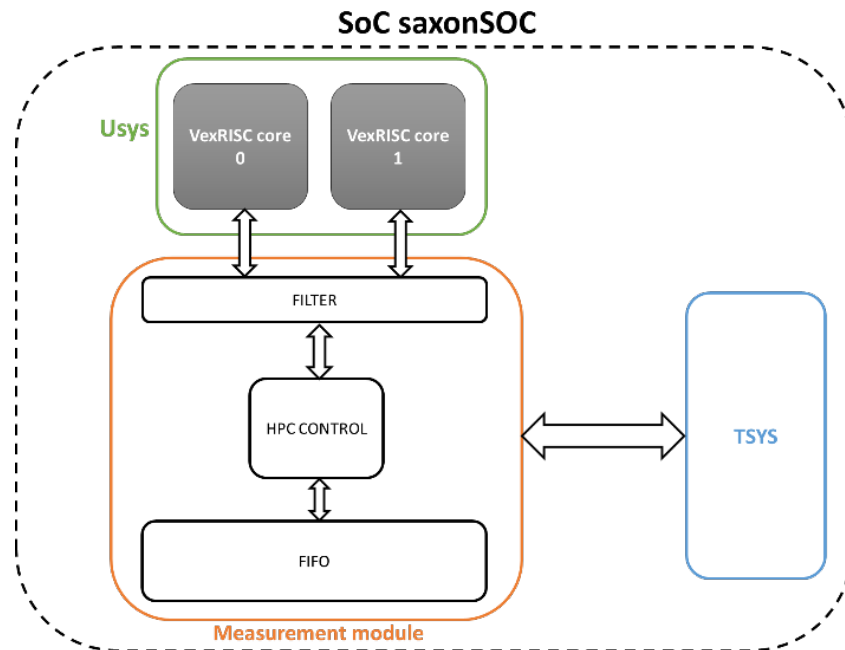 SoC saxonSOC
Usys
VexRISC core
0
VexRISC core
1
FILTER
HPC CONTROL
FIFO
Measurement module
TSYS